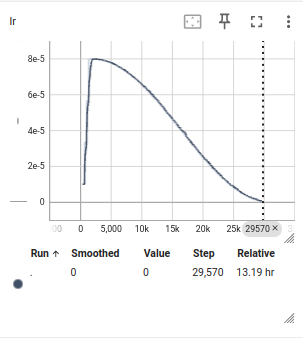 lr
8e-5
6e-5
4e-5
2e-5
0
00 0 5,000 10k 15k 20k 25k 29570 × 3
Run ↑ Smoothed Value Step Relative
. 0 0 29,570 13.19 hr